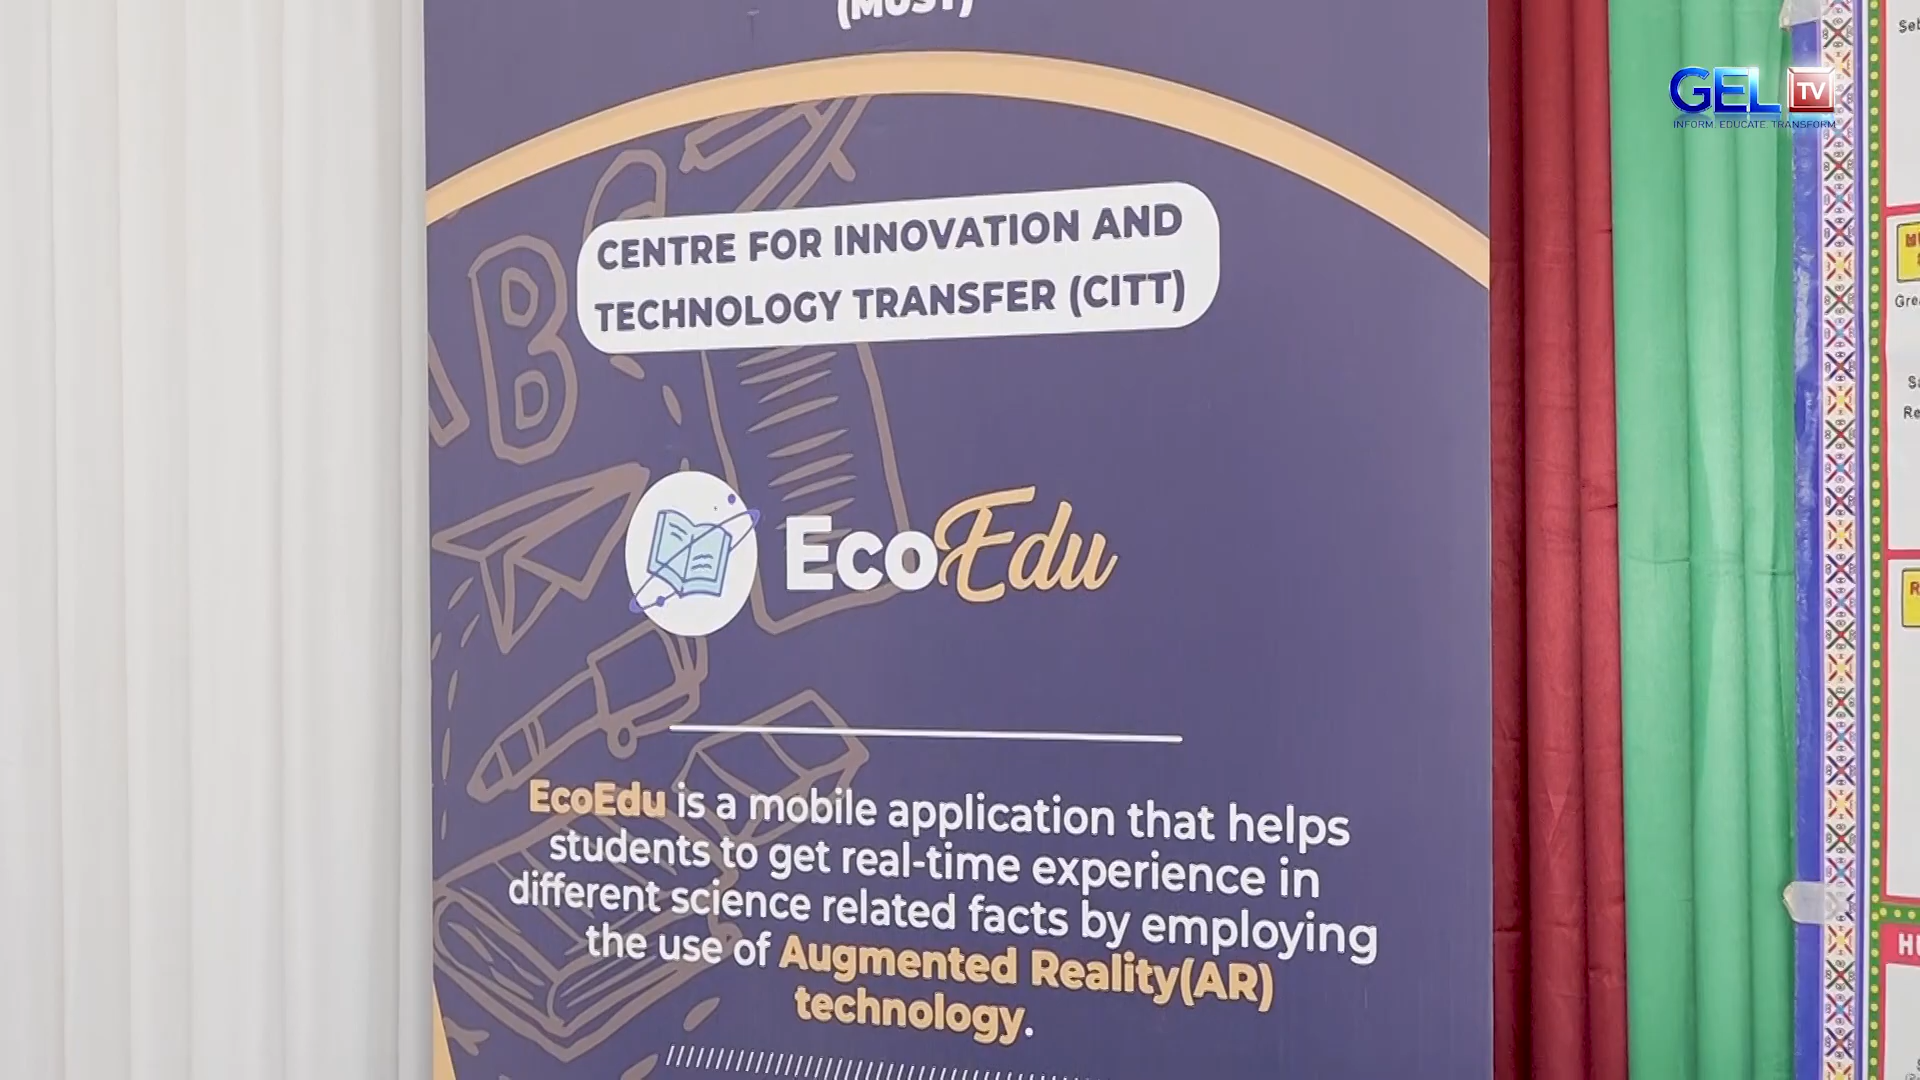 (MUST)
GEL TV
INFORM. EDUCATE. TRANSFORM
CENTRE FOR INNOVATION AND
TECHNOLOGY TRANSFER (CITT)
EcoEdu
EcoEdu is a mobile application that helps
students to get real-time experience in
different science related facts by employing
the use of Augmented Reality(AR)
technology.